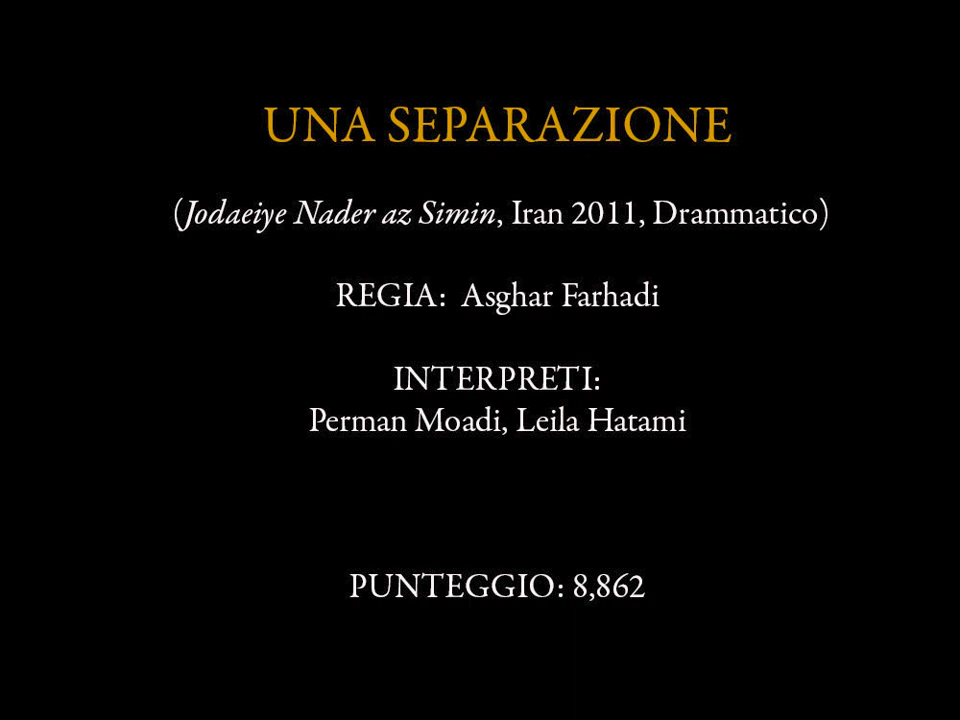 UNA SEPARAZIONE
(Jodaeiye Nader az Simin, Iran 2011, Drammatico)
REGIA: Asghar Farhadi
INTERPRETI:
Perman Moadi, Leila Hatami
PUNTEGGIO: 8,862